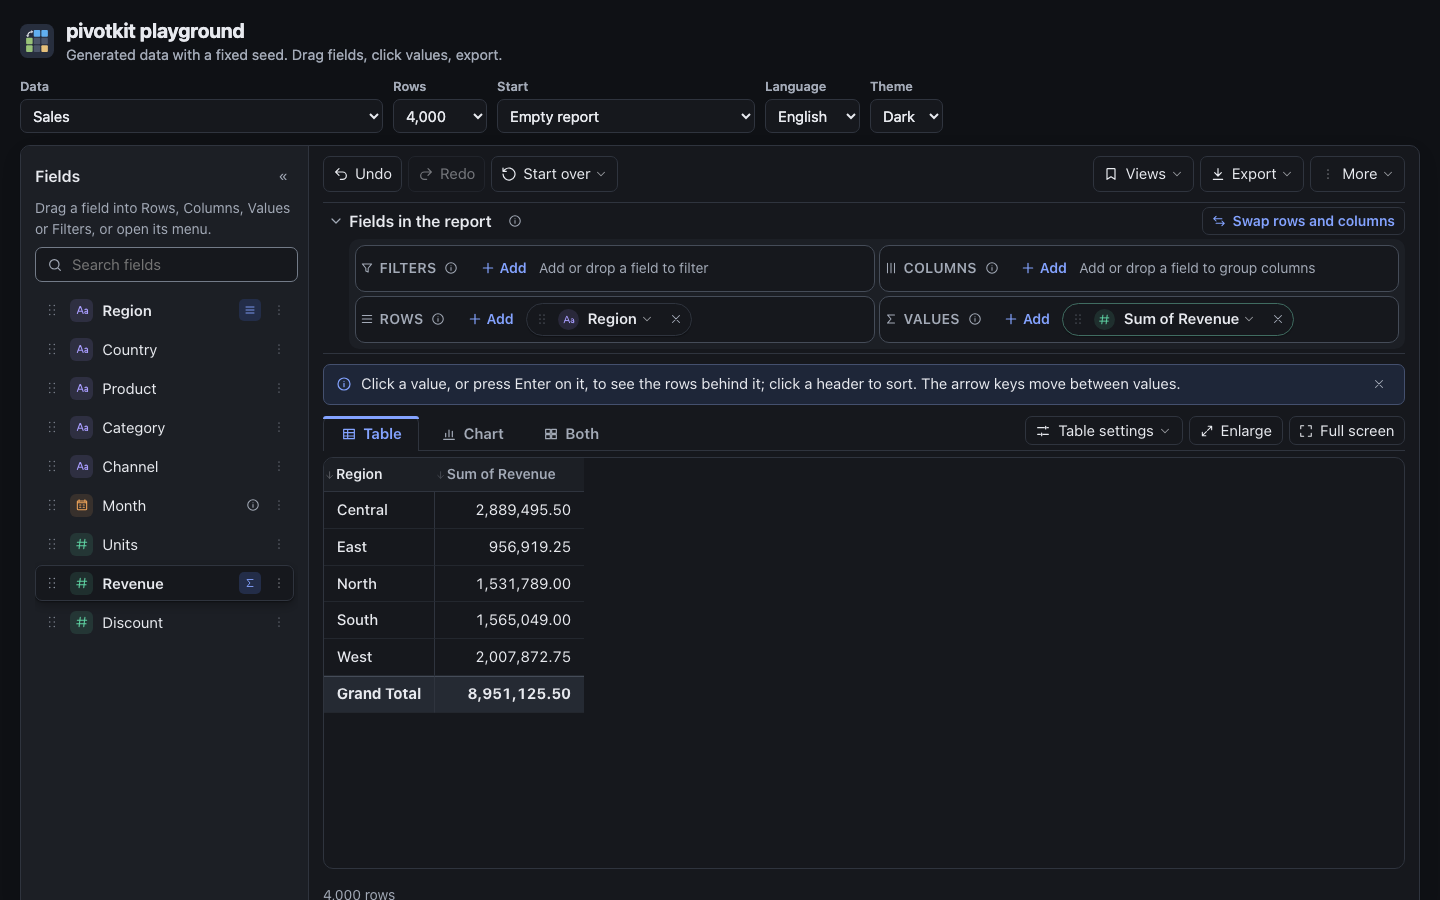 pivotkit playground
Generated data with a fixed seed. Drag fields, click values, export.
Data
Rows
Start
Language
Theme
Sales
4,000
Empty report
English
Dark
Fields
«
Drag a field into Rows, Columns, Values
or Filters, or open its menu.
Search fields
Aa Region
Aa Country
Aa Product
Aa Category
Aa Channel
Month
# Units
# Revenue Σ
# Discount
Undo
Redo
Start over
Views
Export
More
Fields in the report
Swap rows and columns
FILTERS + Add Add or drop a field to filter
COLUMNS + Add Add or drop a field to group columns
ROWS + Add Aa Region ×
Σ VALUES + Add # Sum of Revenue ×
Click a value, or press Enter on it, to see the rows behind it; click a header to sort. The arrow keys move between values. ×
Table
Chart
Both
Table settings
Enlarge
Full screen
↓ Region ↓ Sum of Revenue
Central 2,889,495.50
East 956,919.25
North 1,531,789.00
South 1,565,049.00
West 2,007,872.75
Grand Total 8,951,125.50
4,000 rows